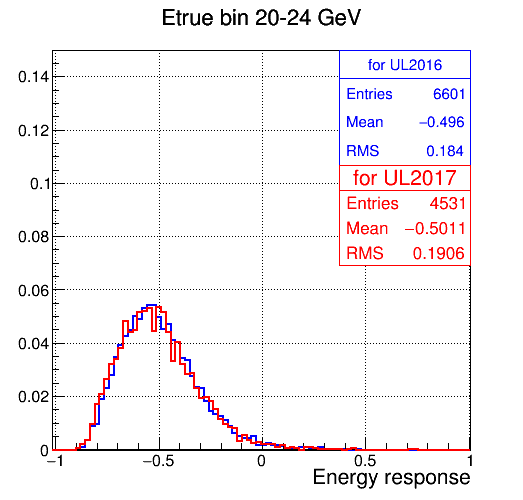 Etrue bin 20-24 GeV
for UL2016
Entries 6601
Mean −0.496
RMS 0.184
for UL2017
Entries 4531
Mean −0.5011
RMS 0.1906
0.14
0.12
0.1
0.08
0.06
0.04
0.02
0
−1 −0.5 0 0.5 1
Energy response